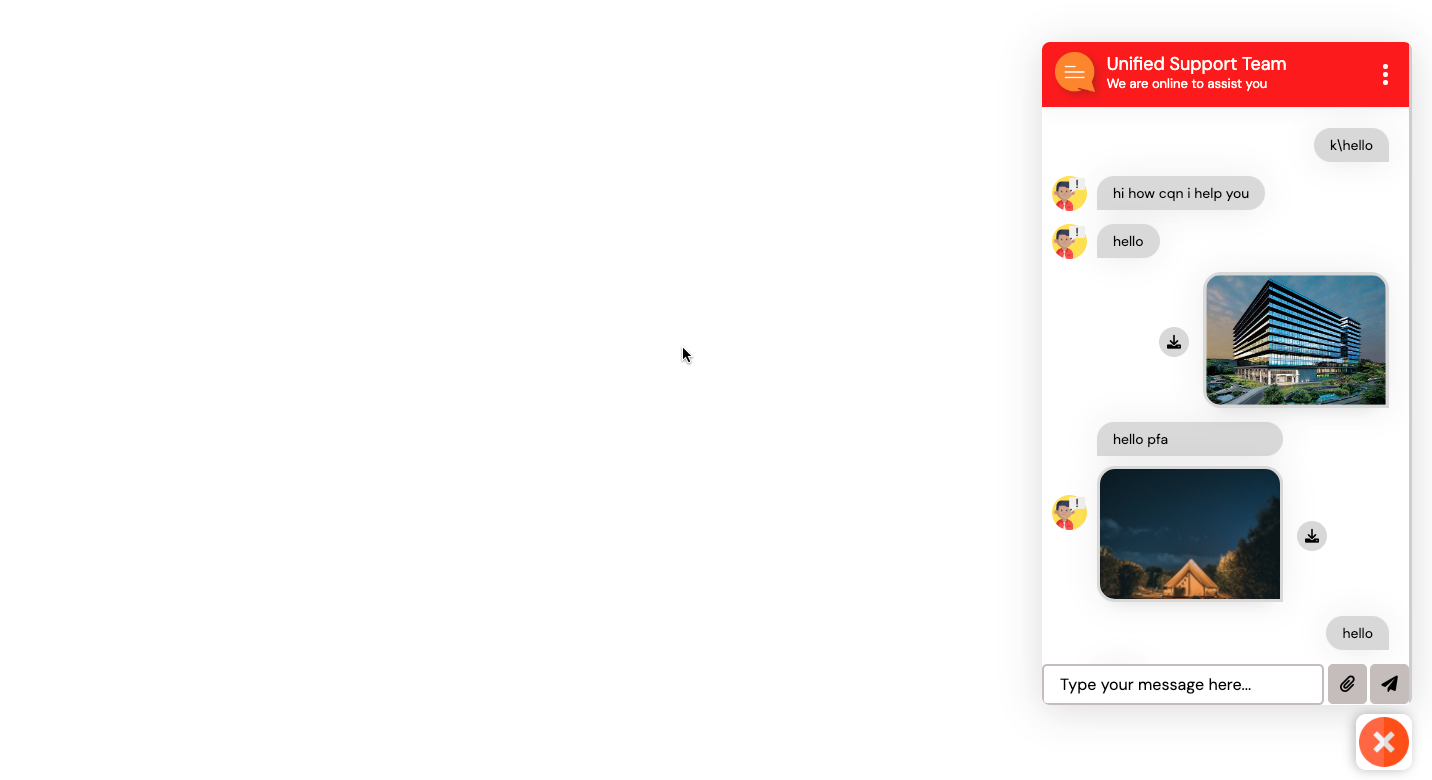 Unified Support Team
We are online to assist you
k\hello
hi how cqn i help you
hello
hello pfa
hello
Type your message here...